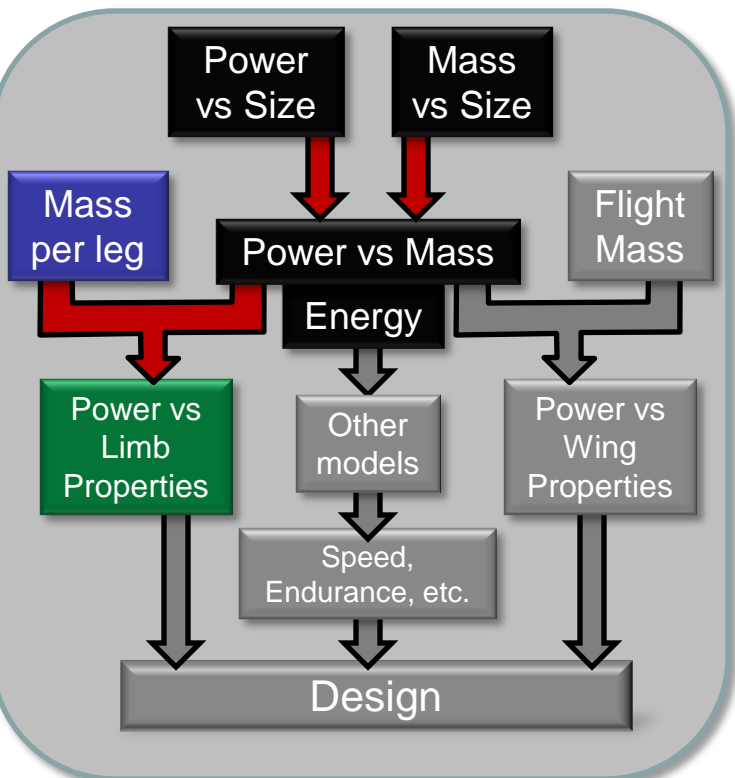 Power
vs Size
Mass
vs Size
Mass
per leg
Power vs Mass
Flight
Mass
Energy
Power vs
Limb
Properties
Other
models
Power vs
Wing
Properties
Speed,
Endurance, etc.
Design